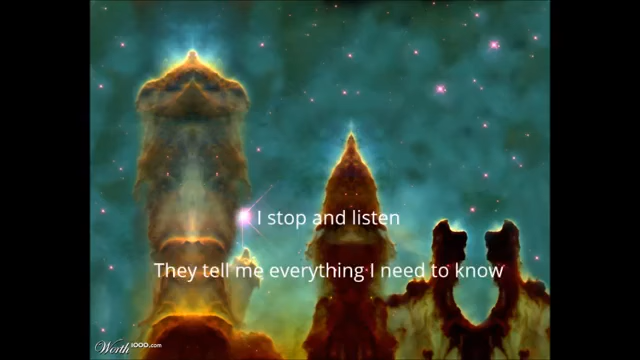 I stop and listen
They tell me everything I need to know
Worth1000.com